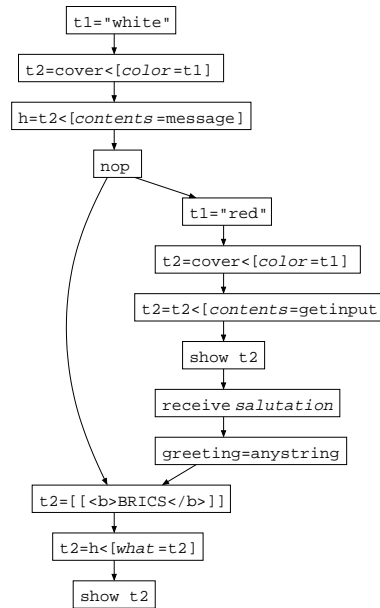 t1="white"
t2=cover<[color=t1]
h=t2<[contents=message]
nop
t1="red"
t2=cover<[color=t1]
t2=t2<[contents=getinput
show t2
receive salutation
greeting=anystring
t2=[[<b>BRICS</b>]]
t2=h<[what=t2]
show t2